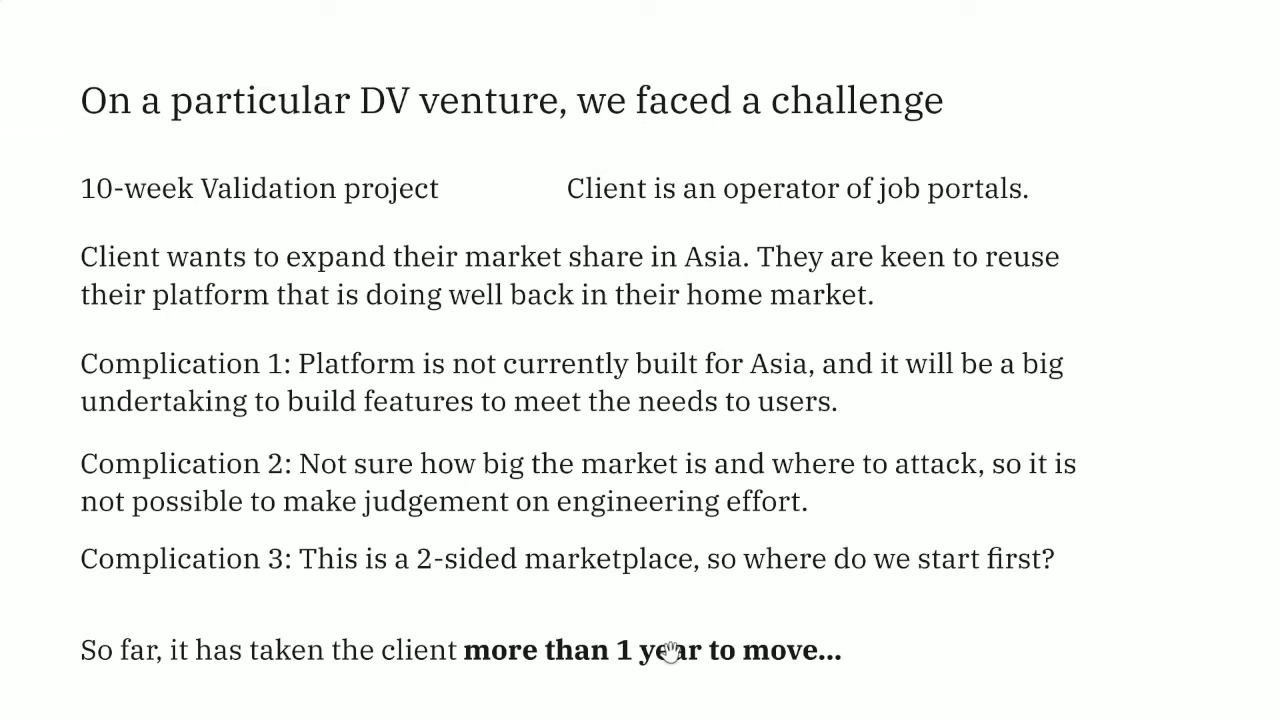 On a particular DV venture, we faced a challenge
10-week Validation project
Client is an operator of job portals.
Client wants to expand their market share in Asia. They are keen to reuse
their platform that is doing well back in their home market.
Complication 1: Platform is not currently built for Asia, and it will be a big
undertaking to build features to meet the needs to users.
Complication 2: Not sure how big the market is and where to attack, so it is
not possible to make judgement on engineering effort.
Complication 3: This is a 2-sided marketplace, so where do we start first?
So far, it has taken the client more than 1 year to move...